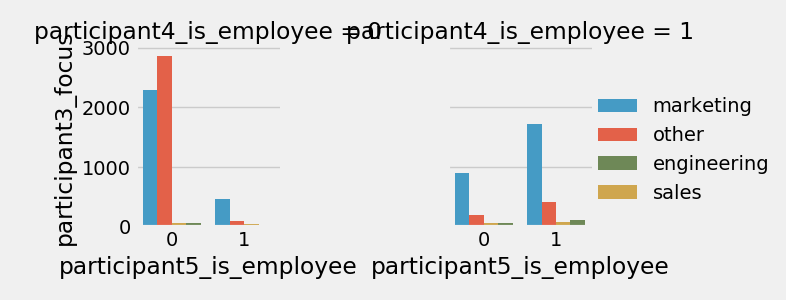 participant4_is_employee = 0
participant4_is_employee = 1
participant3_focus
3000
2000
1000
0
0 1
0 1
participant5_is_employee
participant5_is_employee
marketing
other
engineering
sales